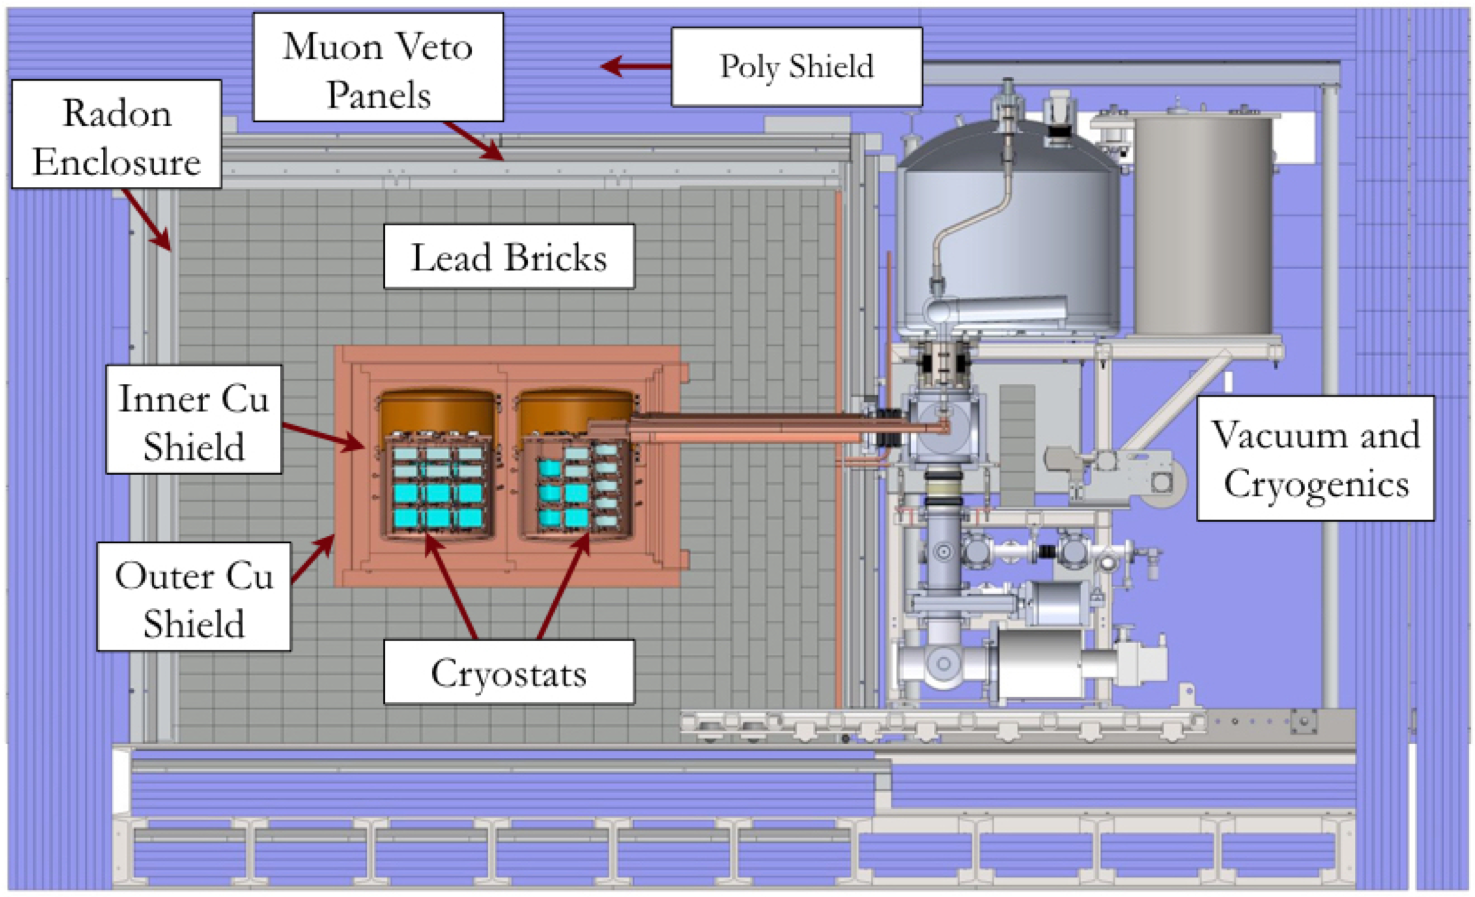 Muon Veto
Panels
Poly Shield
Radon
Enclosure
Lead Bricks
Inner Cu
Shield
Vacuum and
Cryogenics
Outer Cu
Shield
Cryostats